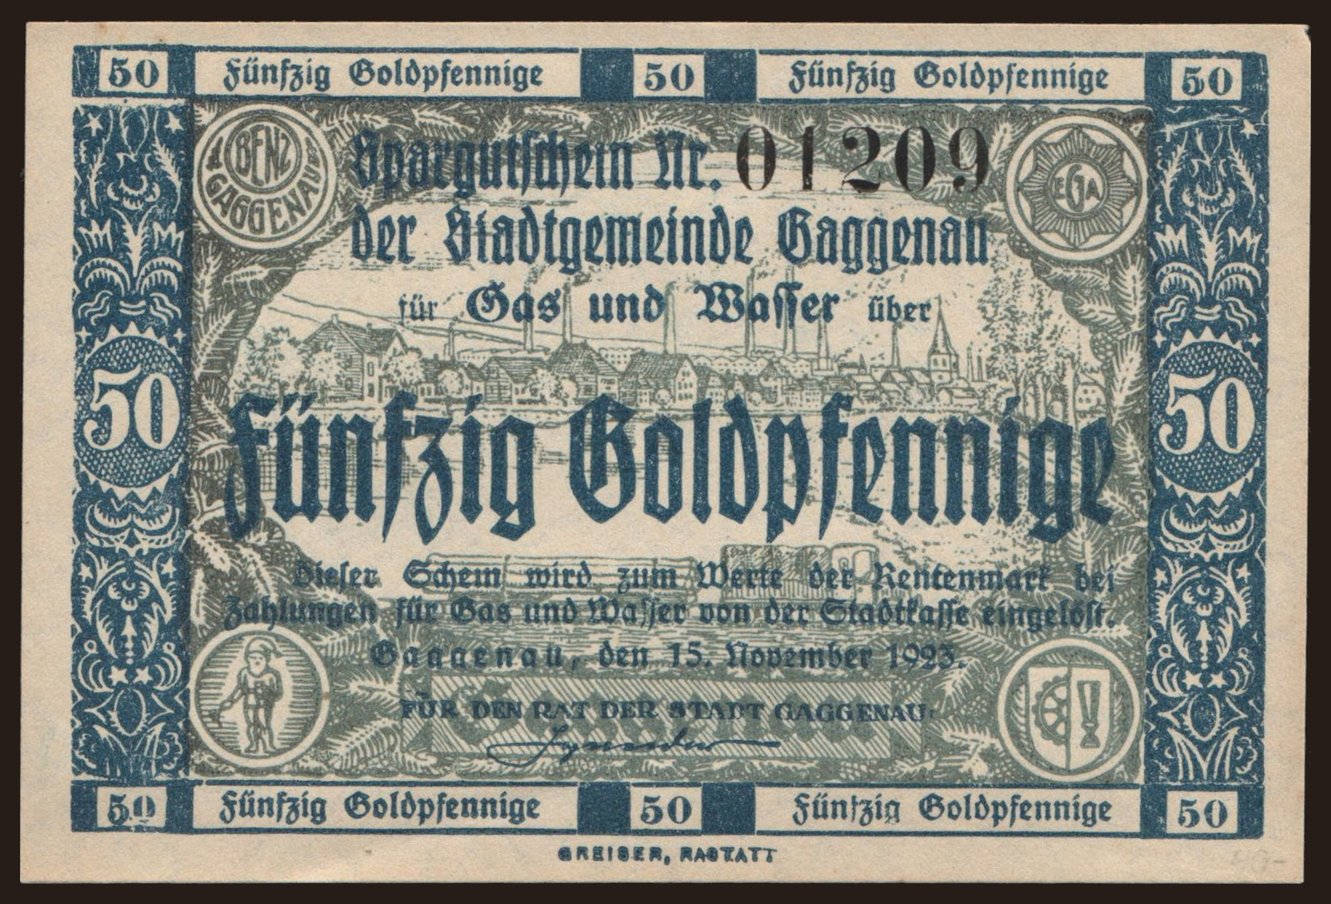 50 Fünfzig Goldpfennige 50 Fünfzig Goldpfennige 50
BENZ
GAGGENAU
EGA
Spargutschein Nr. 01209
der Stadtgemeinde Gaggenau
für Gas und Wasser über
50 Fünfzig Goldpfennige 50
Dieser Schein wird zum Werte der Rentenmark bei
Zahlungen für Gas und Wasser von der Stadtkasse eingelöst.
Gaggenau, den 15. November 1923.
FÜR DEN RAT DER STADT GAGGENAU:
50 Fünfzig Goldpfennige 50 Fünfzig Goldpfennige 50
GREISER, RASTATT